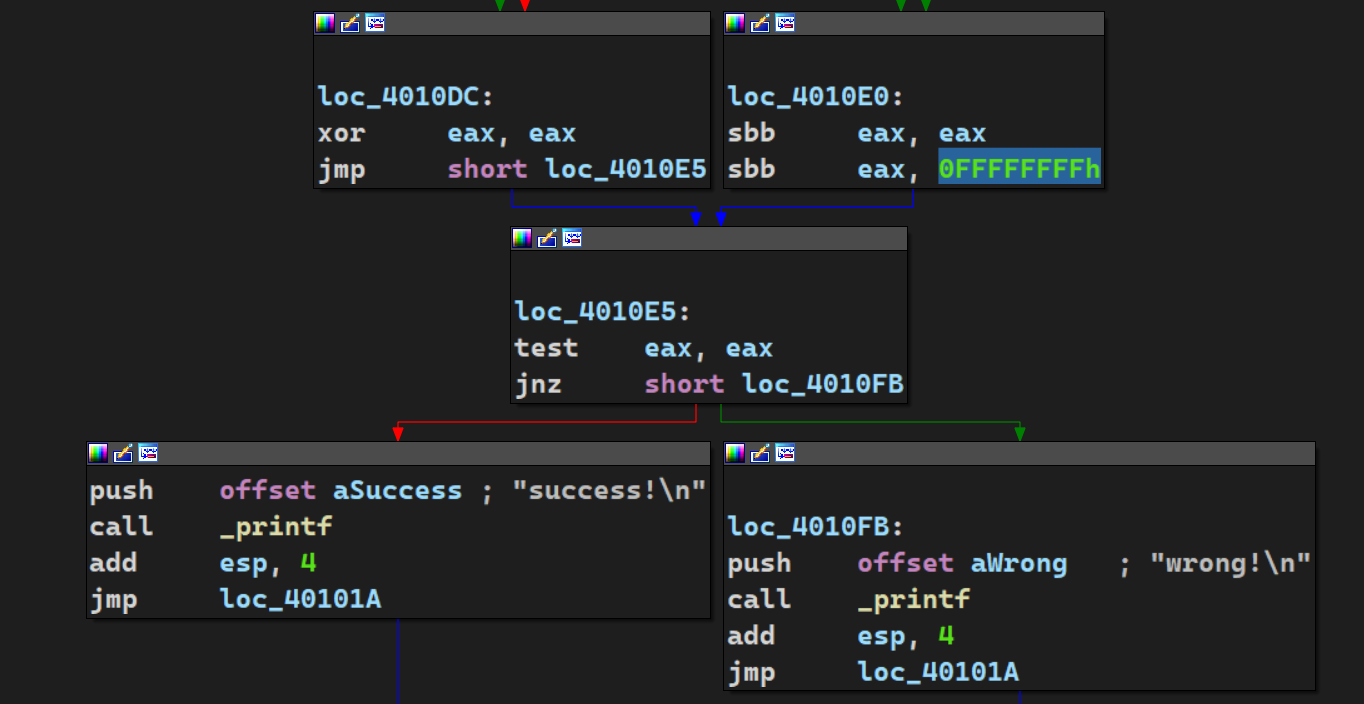 loc_4010DC:
xor eax, eax
jmp short loc_4010E5
loc_4010E0:
sbb eax, eax
sbb eax, 0FFFFFFFFh
loc_4010E5:
test eax, eax
jnz short loc_4010FB
push offset aSuccess ; "success!\n"
call _printf
add esp, 4
jmp loc_40101A
loc_4010FB:
push offset aWrong ; "wrong!\n"
call _printf
add esp, 4
jmp loc_40101A